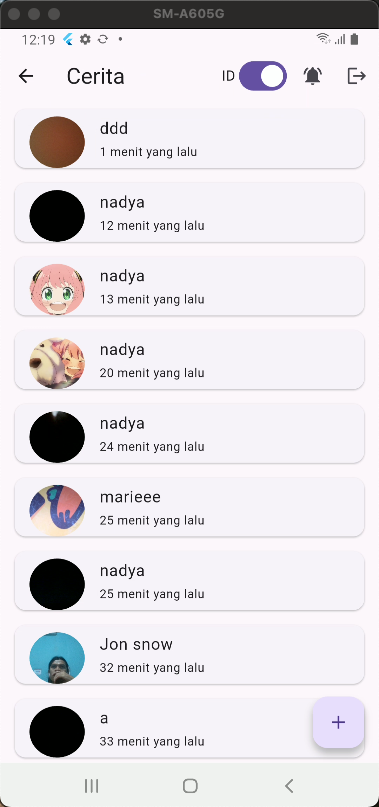 SM-A605G
12:19
Cerita
ID
ddd
1 menit yang lalu
nadya
12 menit yang lalu
nadya
13 menit yang lalu
nadya
20 menit yang lalu
nadya
24 menit yang lalu
marieee
25 menit yang lalu
nadya
25 menit yang lalu
Jon snow
32 menit yang lalu
a
33 menit yang lalu
+